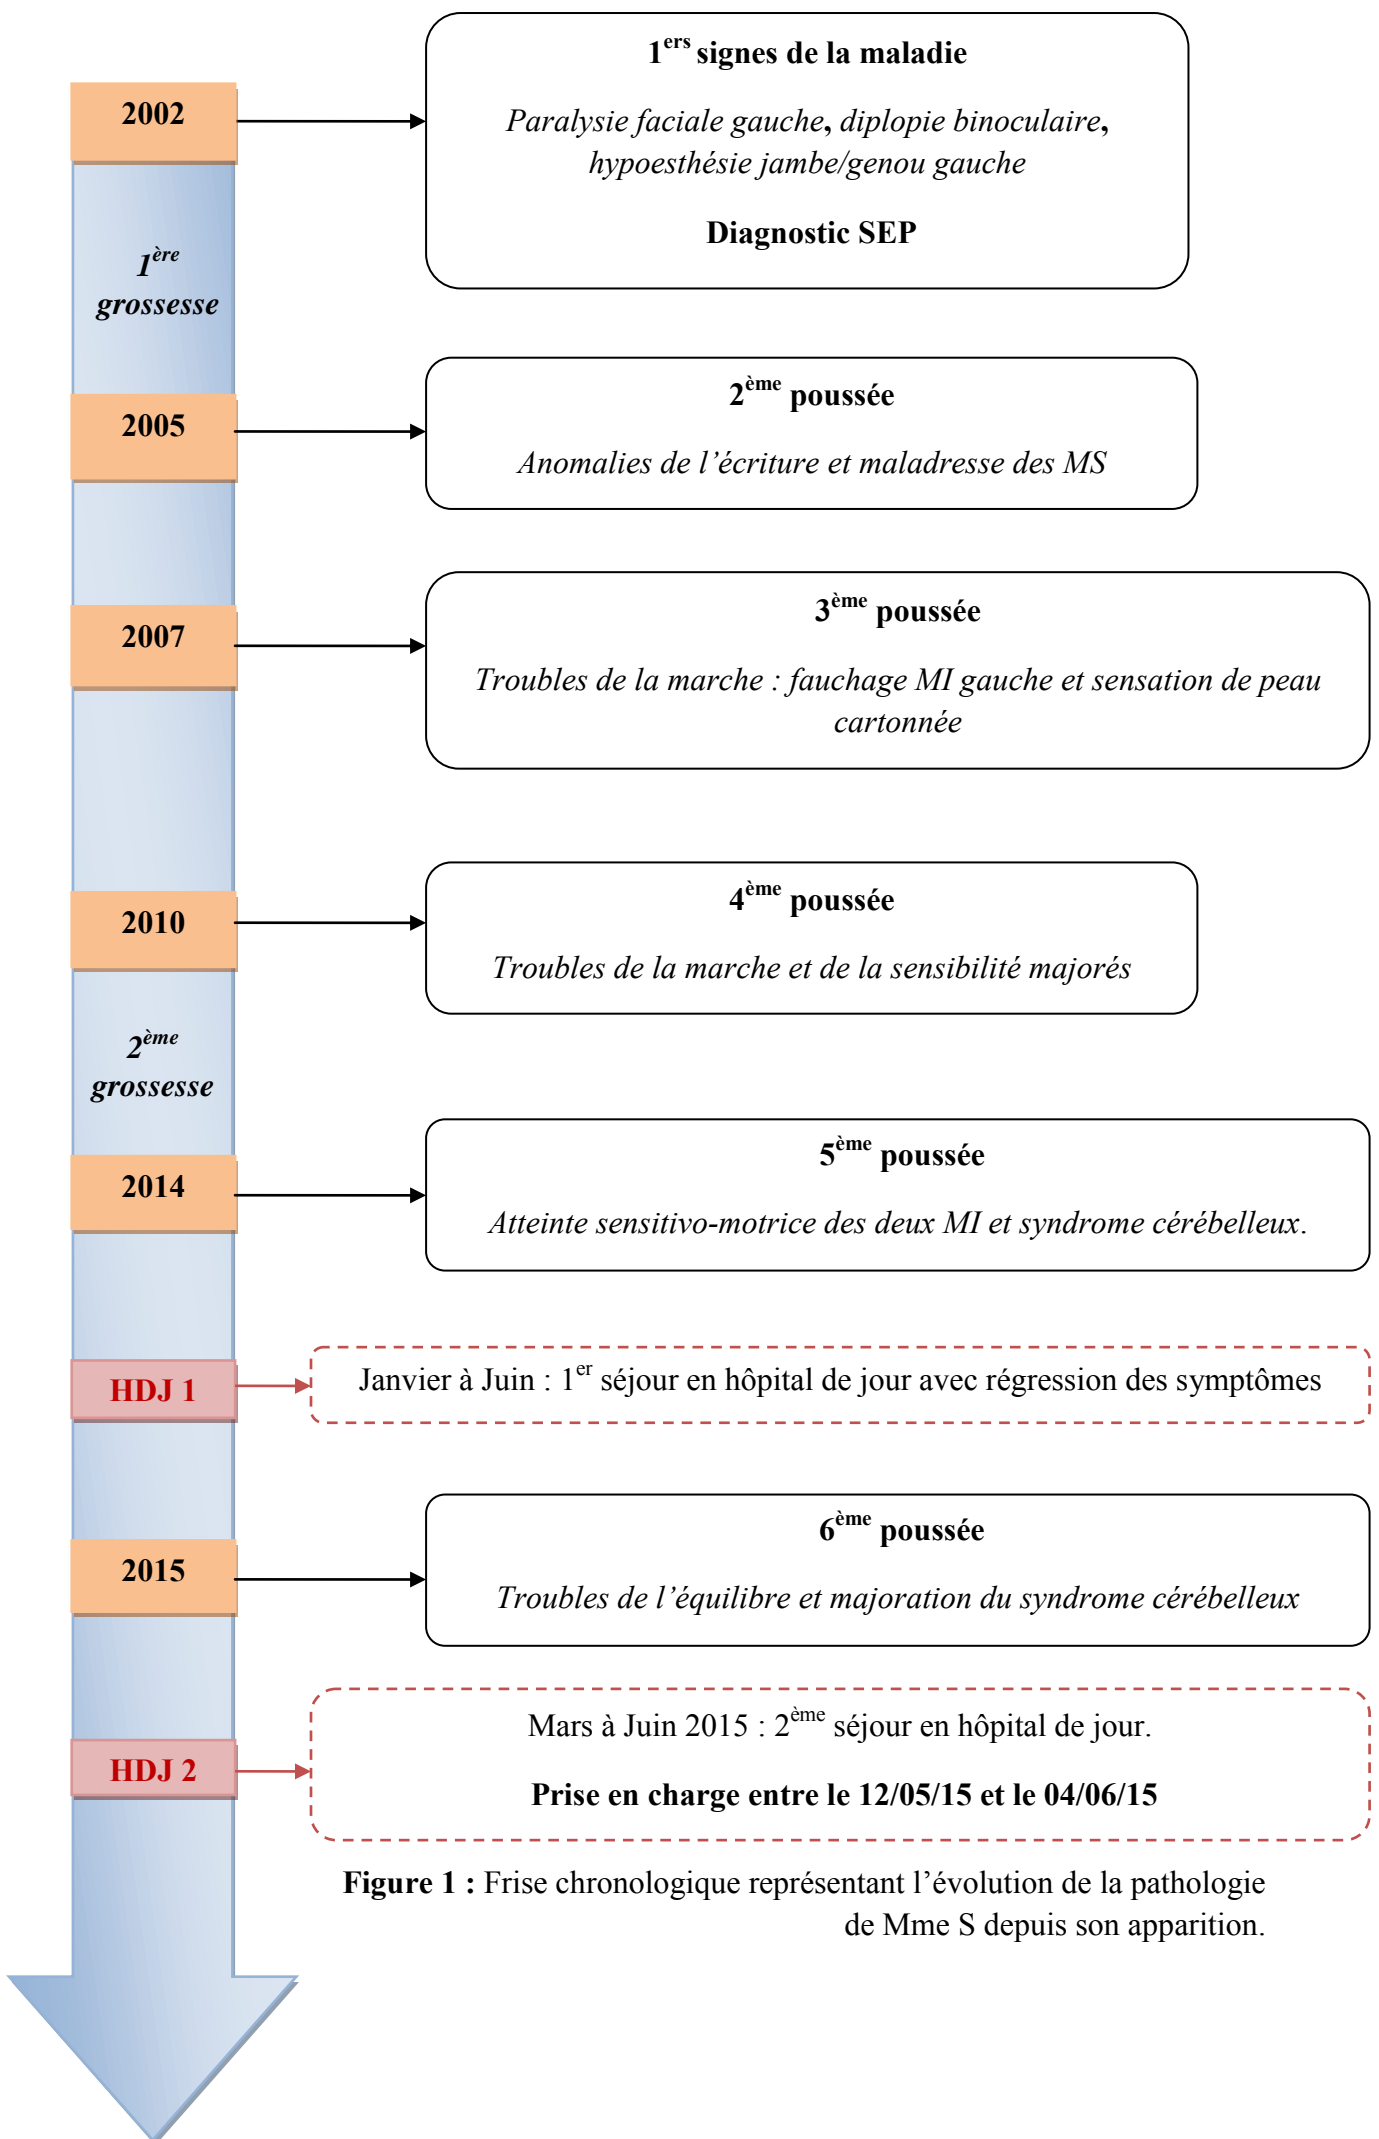 2002
1ers signes de la maladie
Paralysie faciale gauche, diplopie binoculaire,
hypoesthésie jambe/genou gauche
Diagnostic SEP
1ère
grossesse
2005
2ème poussée
Anomalies de l’écriture et maladresse des MS
2007
3ème poussée
Troubles de la marche : fauchage MI gauche et sensation de peau
cartonnée
2010
4ème poussée
Troubles de la marche et de la sensibilité majorés
2ème
grossesse
2014
5ème poussée
Atteinte sensitivo-motrice des deux MI et syndrome cérébelleux.
HDJ 1
Janvier à Juin : 1er séjour en hôpital de jour avec régression des symptômes
2015
6ème poussée
Troubles de l’équilibre et majoration du syndrome cérébelleux
HDJ 2
Mars à Juin 2015 : 2ème séjour en hôpital de jour.
Prise en charge entre le 12/05/15 et le 04/06/15
Figure 1 : Frise chronologique représentant l’évolution de la pathologie
de Mme S depuis son apparition.